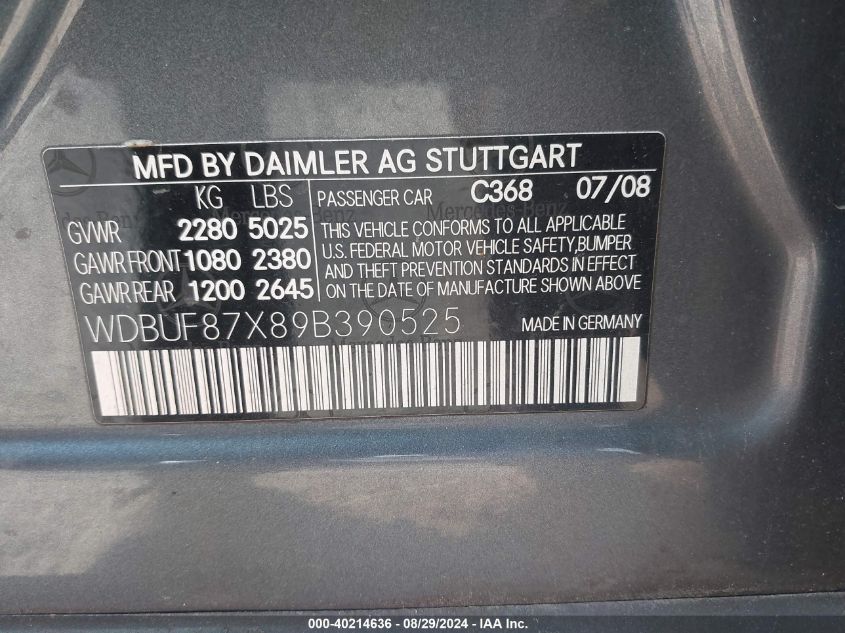 MFD BY DAIMLER AG STUTTGART
KG LBS
GVWR 2280 5025
GAWR FRONT 1080 2380
GAWR REAR 1200 2645
PASSENGER CAR C368 07/08
THIS VEHICLE CONFORMS TO ALL APPLICABLE
U.S. FEDERAL MOTOR VEHICLE SAFETY,BUMPER
AND THEFT PREVENTION STANDARDS IN EFFECT
ON THE DATE OF MANUFACTURE SHOWN ABOVE
WDBUF87X89B390525 MADE IN GERMANY
Mercedes-Benz
000-40214636 - 08/29/2024 - IAA Inc.